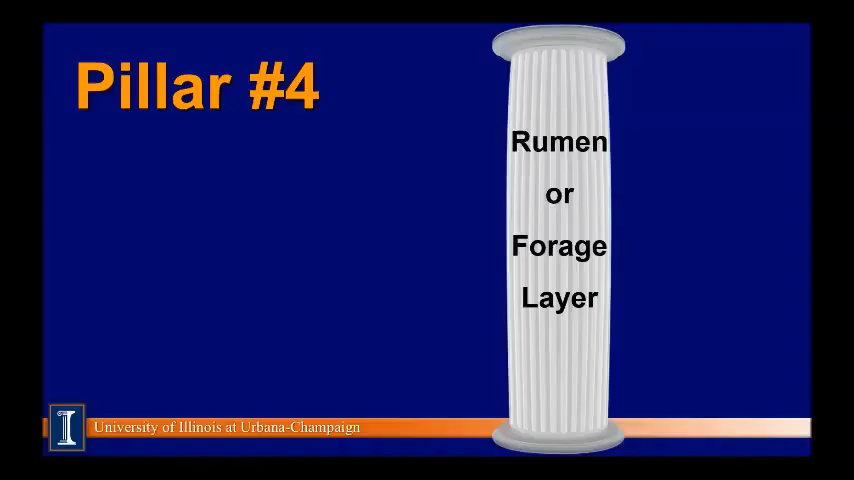 Pillar #4
Rumen
or
Forage
Layer
I
University of Illinois at Urbana-Champaign